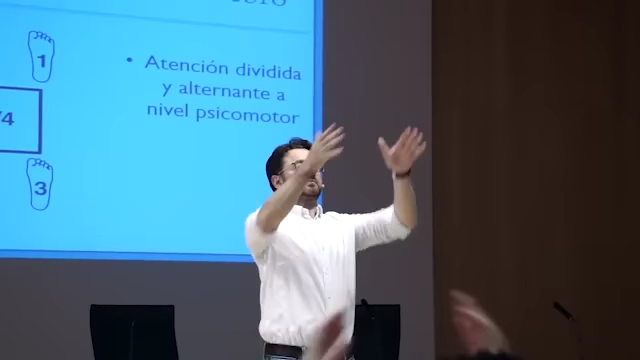 1
• Atención dividida
y alternante a
nivel psicomotor
/4
3